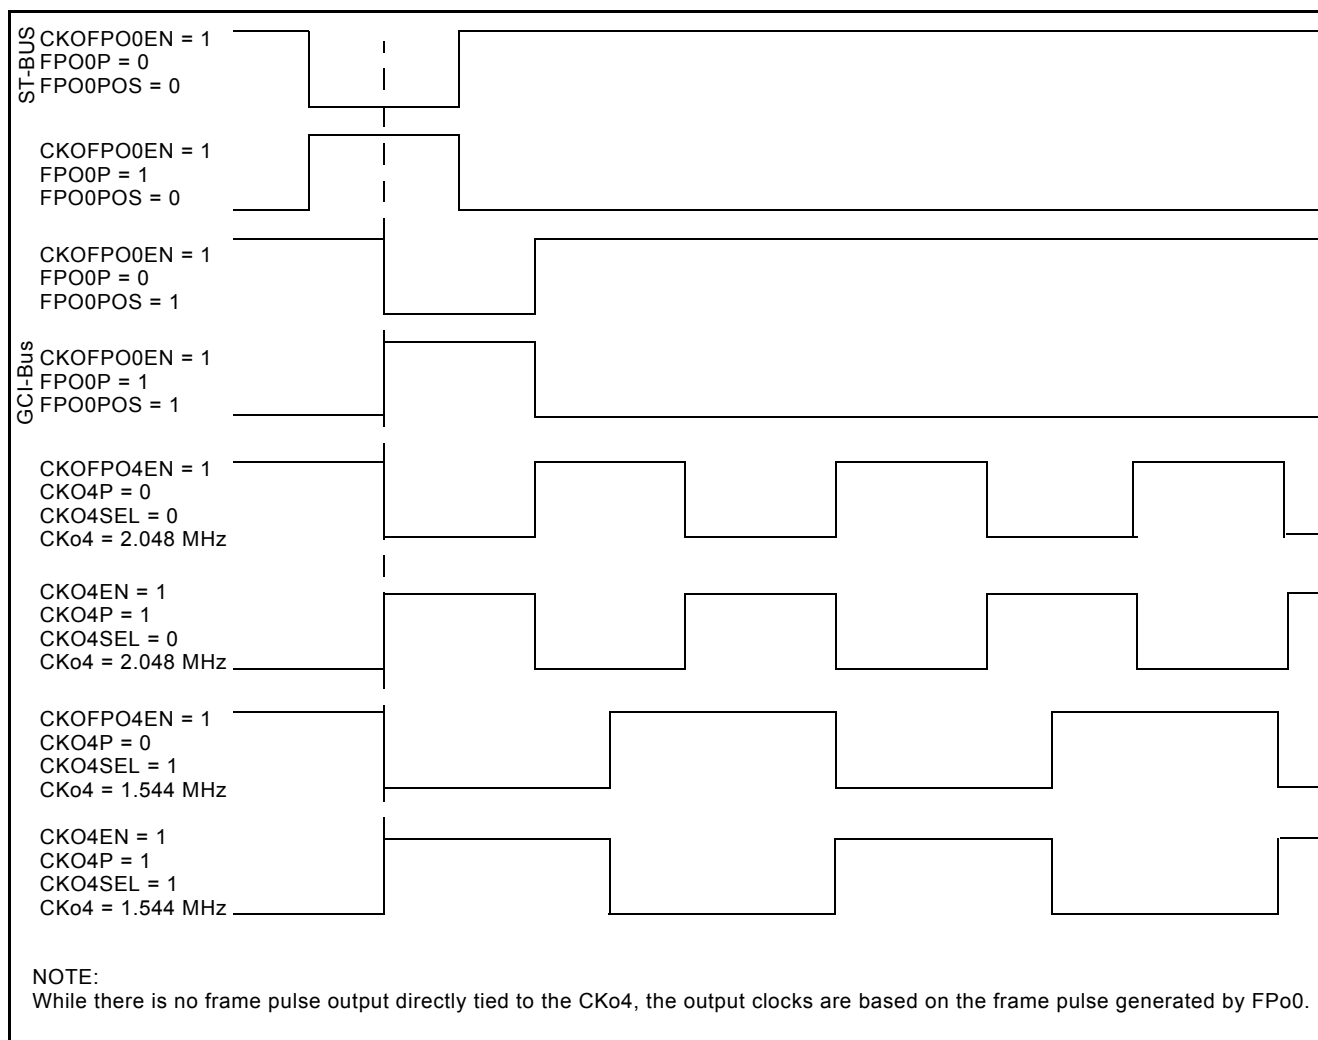 ST-BUS
CKOFPO0EN = 1
FPO0P = 0
FPO0POS = 0
CKOFPO0EN = 1
FPO0P = 1
FPO0POS = 0
CKOFPO0EN = 1
FPO0P = 0
FPO0POS = 1
GCI-Bus
CKOFPO0EN = 1
FPO0P = 1
FPO0POS = 1
CKOFPO4EN = 1
CKO4P = 0
CKO4SEL = 0
CKo4 = 2.048 MHz
CKO4EN = 1
CKO4P = 1
CKO4SEL = 0
CKo4 = 2.048 MHz
CKOFPO4EN = 1
CKO4P = 0
CKO4SEL = 1
CKo4 = 1.544 MHz
CKO4EN = 1
CKO4P = 1
CKO4SEL = 1
CKo4 = 1.544 MHz
NOTE:
While there is no frame pulse output directly tied to the CKo4, the output clocks are based on the frame pulse generated by FPo0.